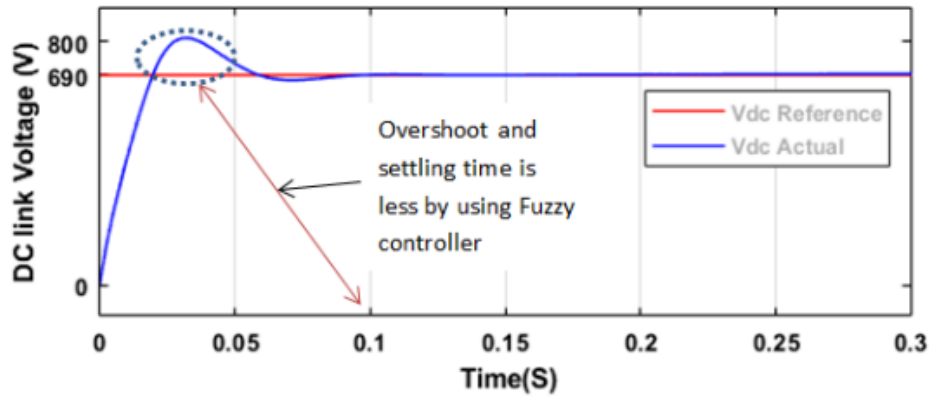 DC link Voltage (V)
800
690
0
Vdc Reference
Vdc Actual
Overshoot and
settling time is
less by using Fuzzy
controller
0
0.05
0.1
0.15
0.2
0.25
0.3
Time(S)